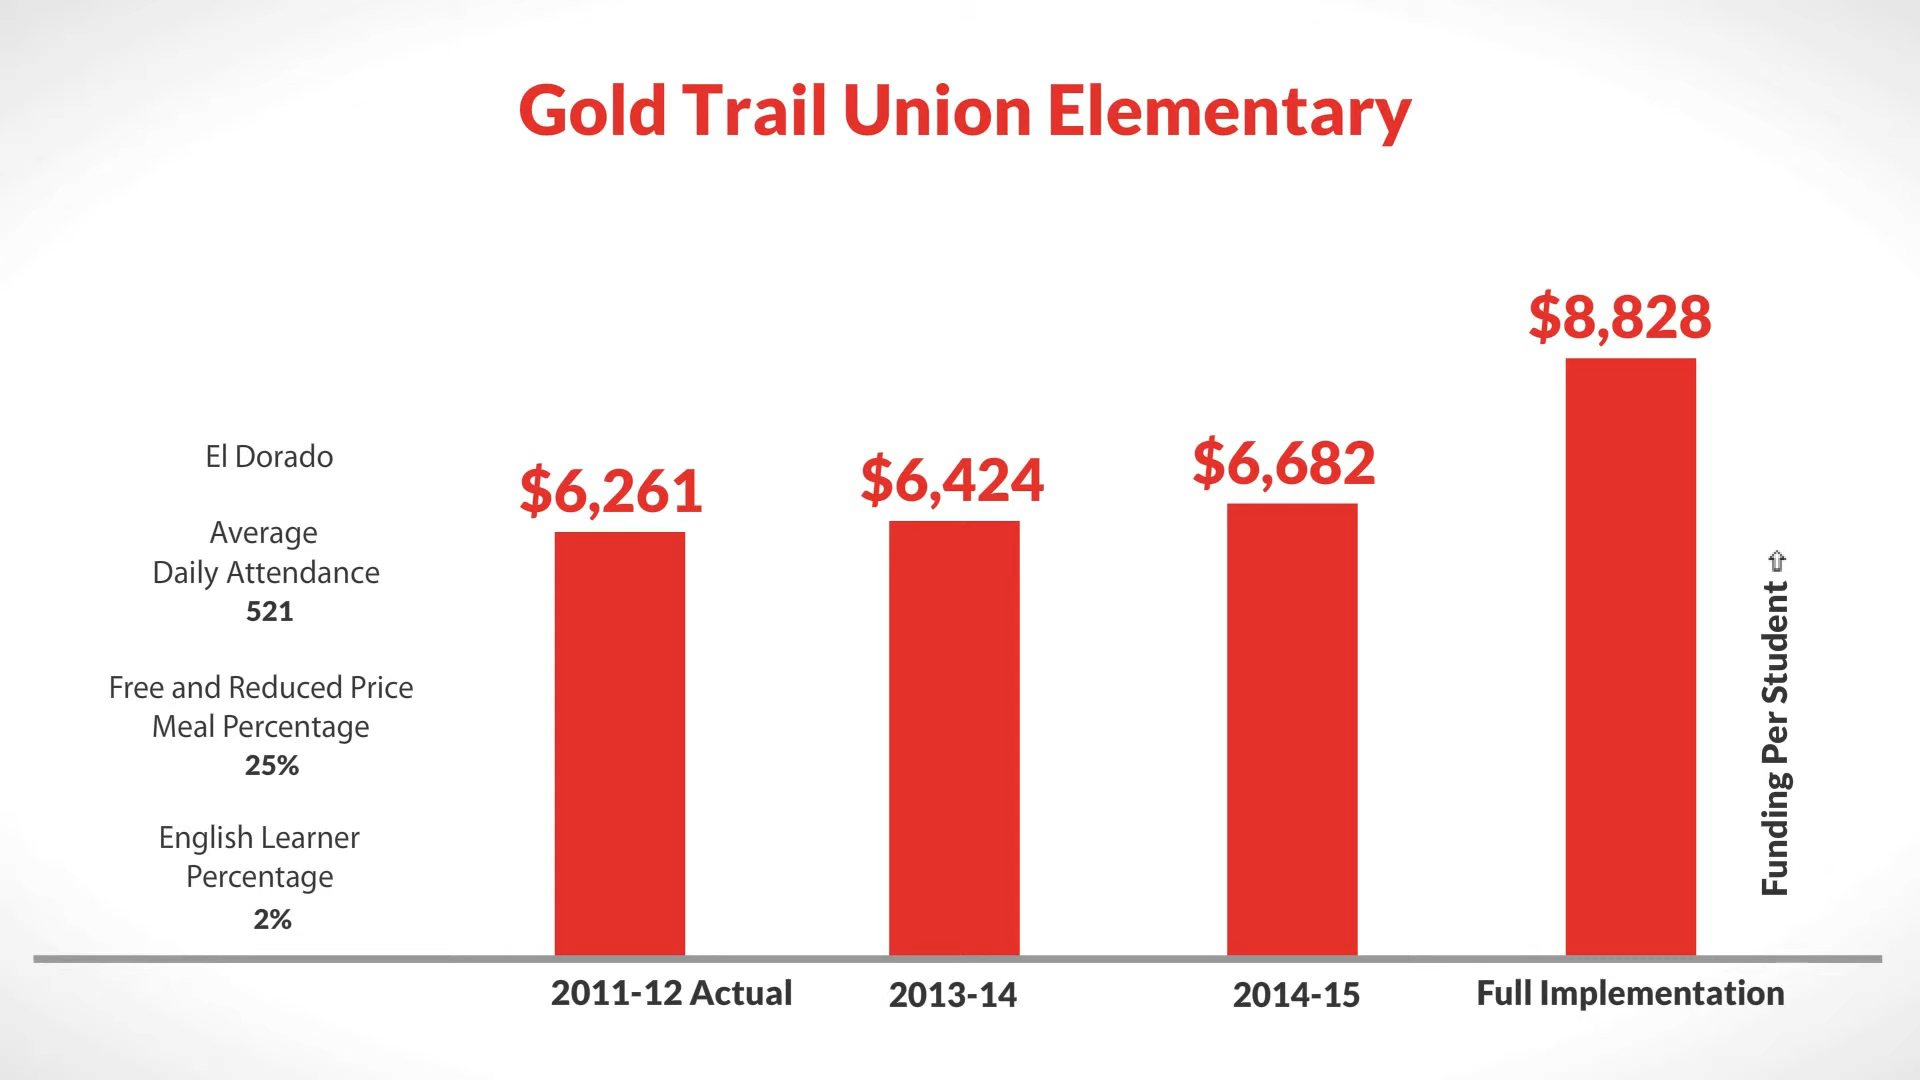 Gold Trail Union Elementary
El Dorado
Average
Daily Attendance
521
Free and Reduced Price
Meal Percentage
25%
English Learner
Percentage
2%
$6,261
$6,424
$6,682
$8,828
2011-12 Actual
2013-14
2014-15
Full Implementation
Funding Per Student ⇧